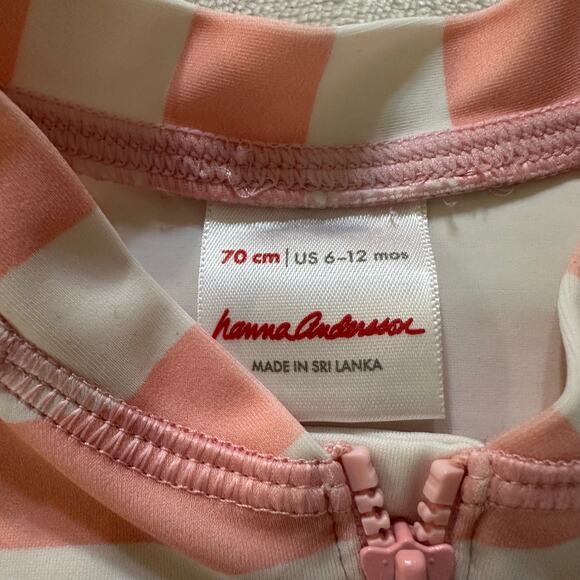 70 cm | US 6-12 mos
hanna Andersson
MADE IN SRI LANKA